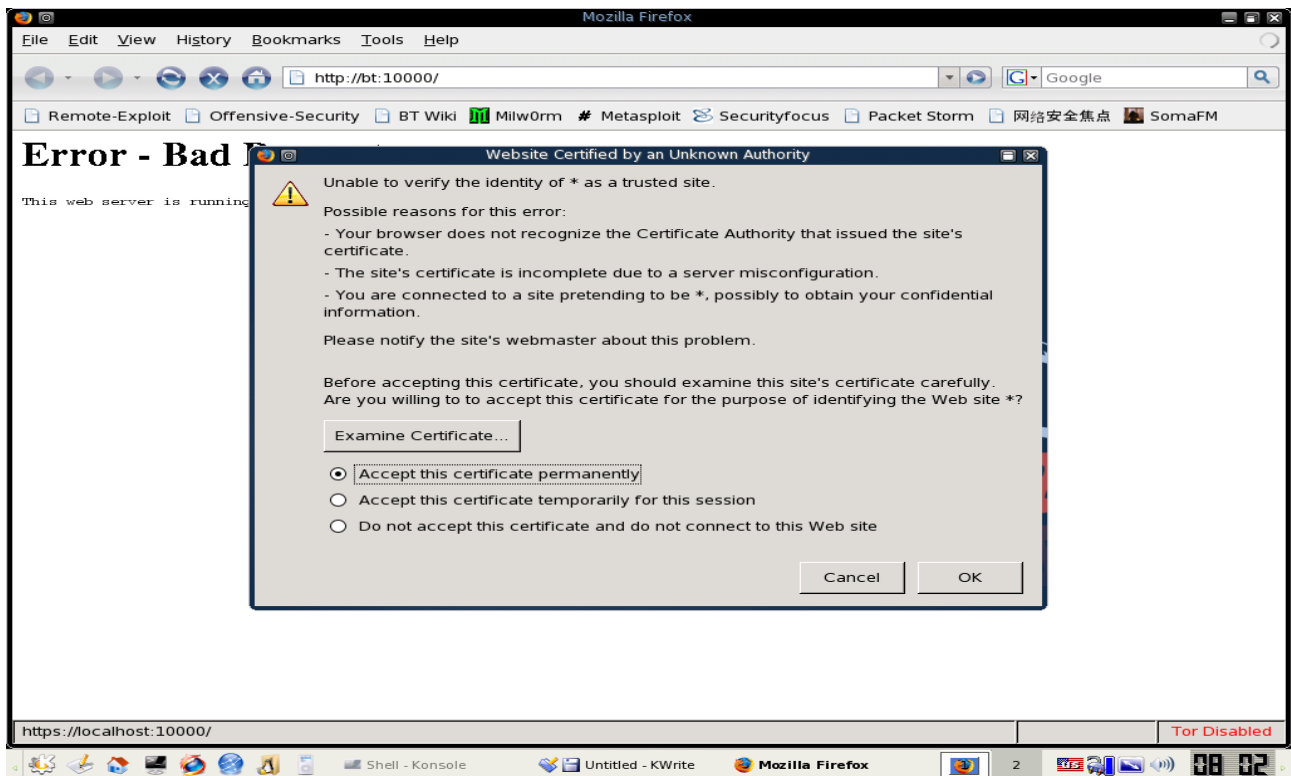 Mozilla Firefox
File Edit View History Bookmarks Tools Help
http://bt:10000/
G Google
Remote-Exploit Offensive-Security BT Wiki Milw0rm # Metasploit Securityfocus Packet Storm 网络安全焦点 SomaFM
Error - Bad
This web server is running
Website Certified by an Unknown Authority
Unable to verify the identity of * as a trusted site.
Possible reasons for this error:
- Your browser does not recognize the Certificate Authority that issued the site's
certificate.
- The site's certificate is incomplete due to a server misconfiguration.
- You are connected to a site pretending to be *, possibly to obtain your confidential
information.
Please notify the site's webmaster about this problem.
Before accepting this certificate, you should examine this site's certificate carefully.
Are you willing to to accept this certificate for the purpose of identifying the Web site *?
Examine Certificate...
Accept this certificate permanently
Accept this certificate temporarily for this session
Do not accept this certificate and do not connect to this Web site
Cancel OK
https://localhost:10000/ Tor Disabled
Shell - Konsole Untitled - KWrite Mozilla Firefox 2 us